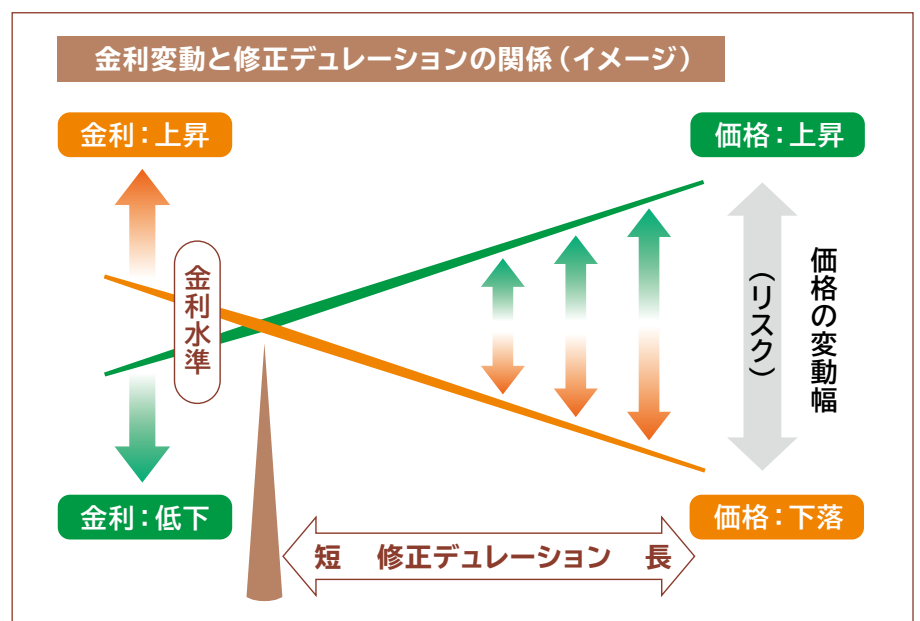 金利変動と修正デュレーションの関係（イメージ）
金利：上昇
価格：上昇
金利水準
価格の変動幅
（リスク）
金利：低下
価格：下落
短　修正デュレーション　長